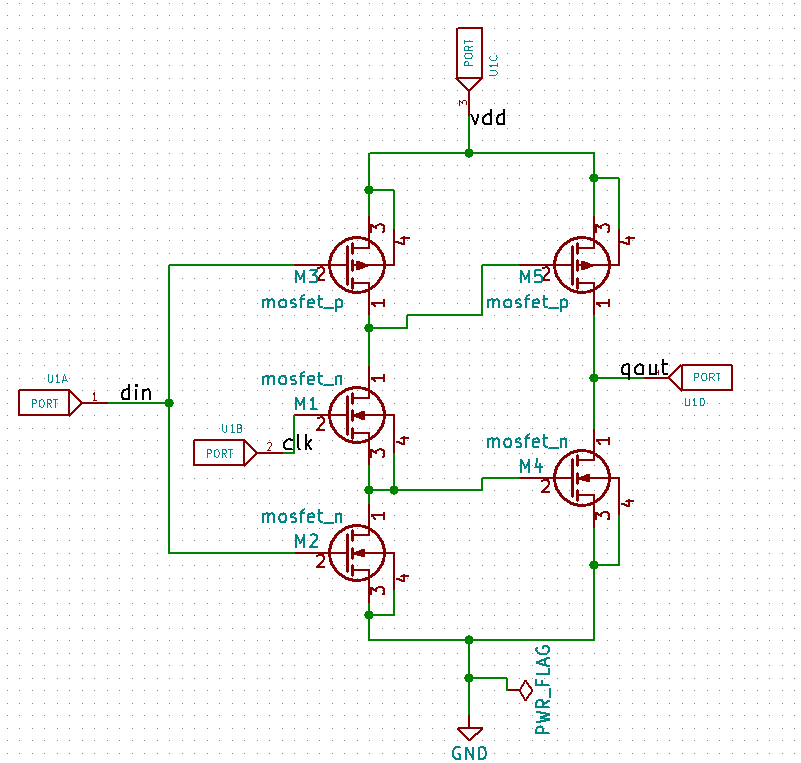 PORT
U1C
3
vdd
3
4
M3
2
mosfet_p
1
3
4
M5
2
mosfet_p
1
U1A
PORT
1
din
mosfet_n
1
M1
2
4
3
U1B
PORT
2
clk
qout
PORT
U1D
mosfet_n
1
M4
2
4
3
mosfet_n
1
M2
2
4
3
PWR_FLAG
GND